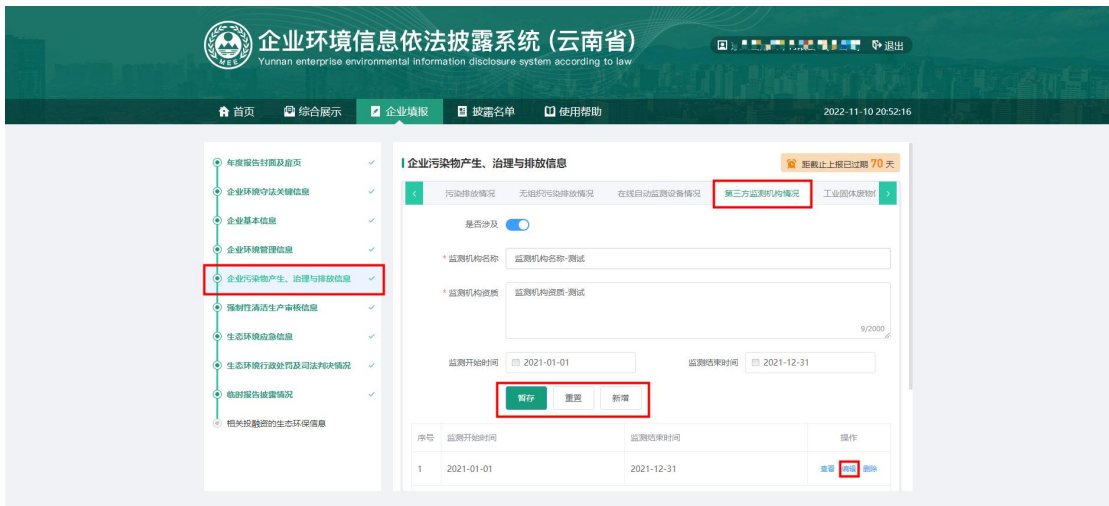 企业环境信息依法披露系统 (云南省)
Yunnan enterprise environmental information disclosure system according to law
MEE
退出
首页 综合展示 企业填报 披露名单 使用帮助 2022-11-10 20:52:16
年度报告封面及扉页
企业环境守法关键信息
企业基本信息
企业环境管理信息
企业污染物产生、治理与排放信息
强制性清洁生产审核信息
生态环境应急信息
生态环境行政处罚及司法判决情况
临时报告披露情况
相关投融资的生态环保信息
企业污染物产生、治理与排放信息 距截止上报已过期 70 天
污染排放情况 无组织污染排放情况 在线自动监测设备情况 第三方监测机构情况 工业固体废物
是否涉及
* 监测机构名称 监测机构名称-测试
* 监测机构资质 监测机构资质-测试
9/2000
监测开始时间 2021-01-01 监测结束时间 2021-12-31
暂存 重置 新增
序号 监测开始时间 监测结束时间 操作
1 2021-01-01 2021-12-31 查看 编辑 删除